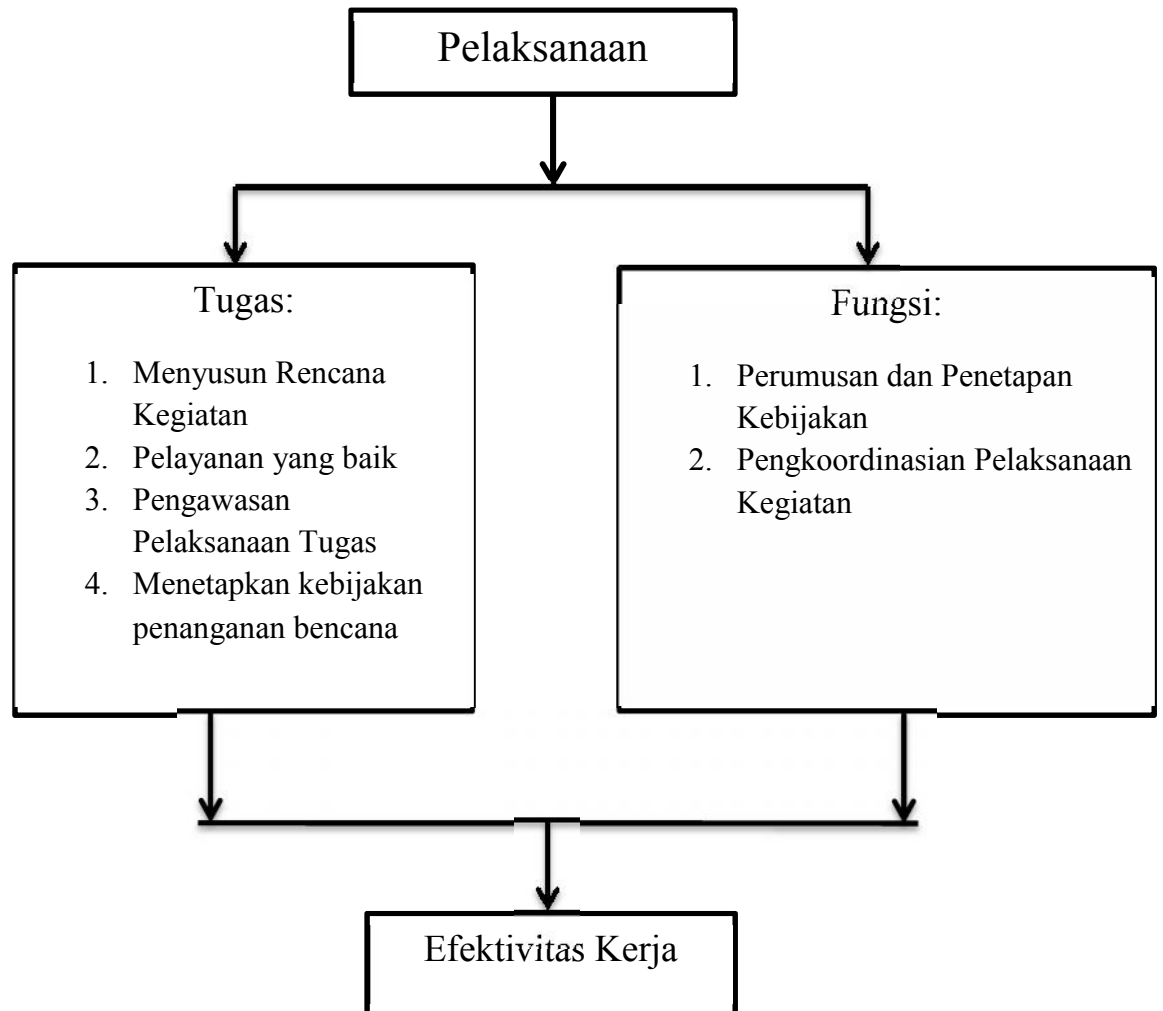 Pelaksanaan
Tugas:
1. Menyusun Rencana
Kegiatan
2. Pelayanan yang baik
3. Pengawasan
Pelaksanaan Tugas
4. Menetapkan kebijakan
penanganan bencana
Fungsi:
1. Perumusan dan Penetapan
Kebijakan
2. Pengkoordinasian Pelaksanaan
Kegiatan
Efektivitas Kerja